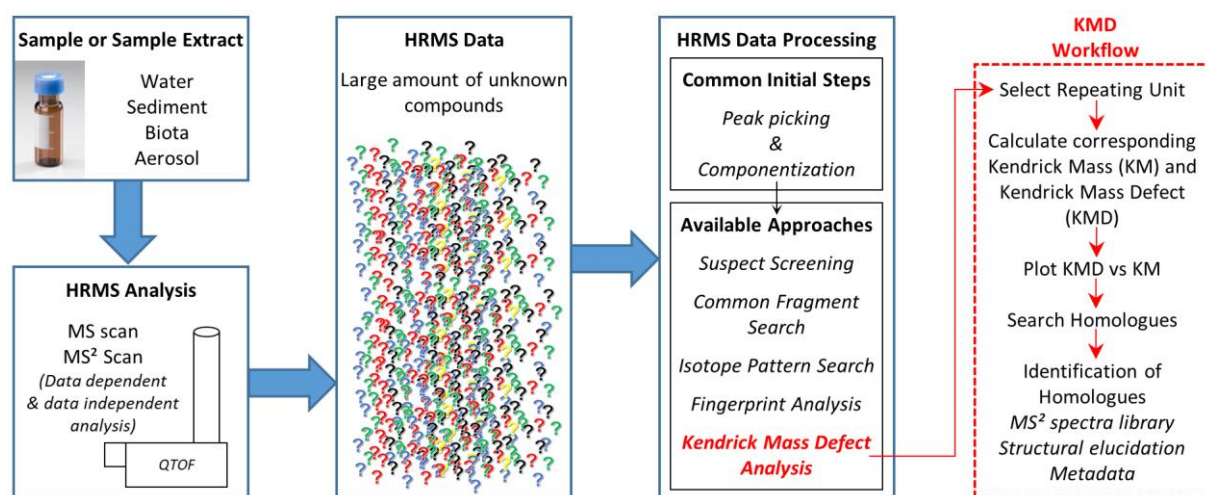 Sample or Sample Extract
Water
Sediment
Biota
Aerosol
HRMS Analysis
MS scan
MS² Scan
(Data dependent
& data independent
analysis)
QTOF
HRMS Data
Large amount of unknown
compounds
HRMS Data Processing
Common Initial Steps
Peak picking
&
Componentization
Available Approaches
Suspect Screening
Common Fragment
Search
Isotope Pattern Search
Fingerprint Analysis
Kendrick Mass Defect
Analysis
KMD
Workflow
Select Repeating Unit
Calculate corresponding
Kendrick Mass (KM) and
Kendrick Mass Defect
(KMD)
Plot KMD vs KM
Search Homologues
Identification of
Homologues
MS² spectra library
Structural elucidation
Metadata